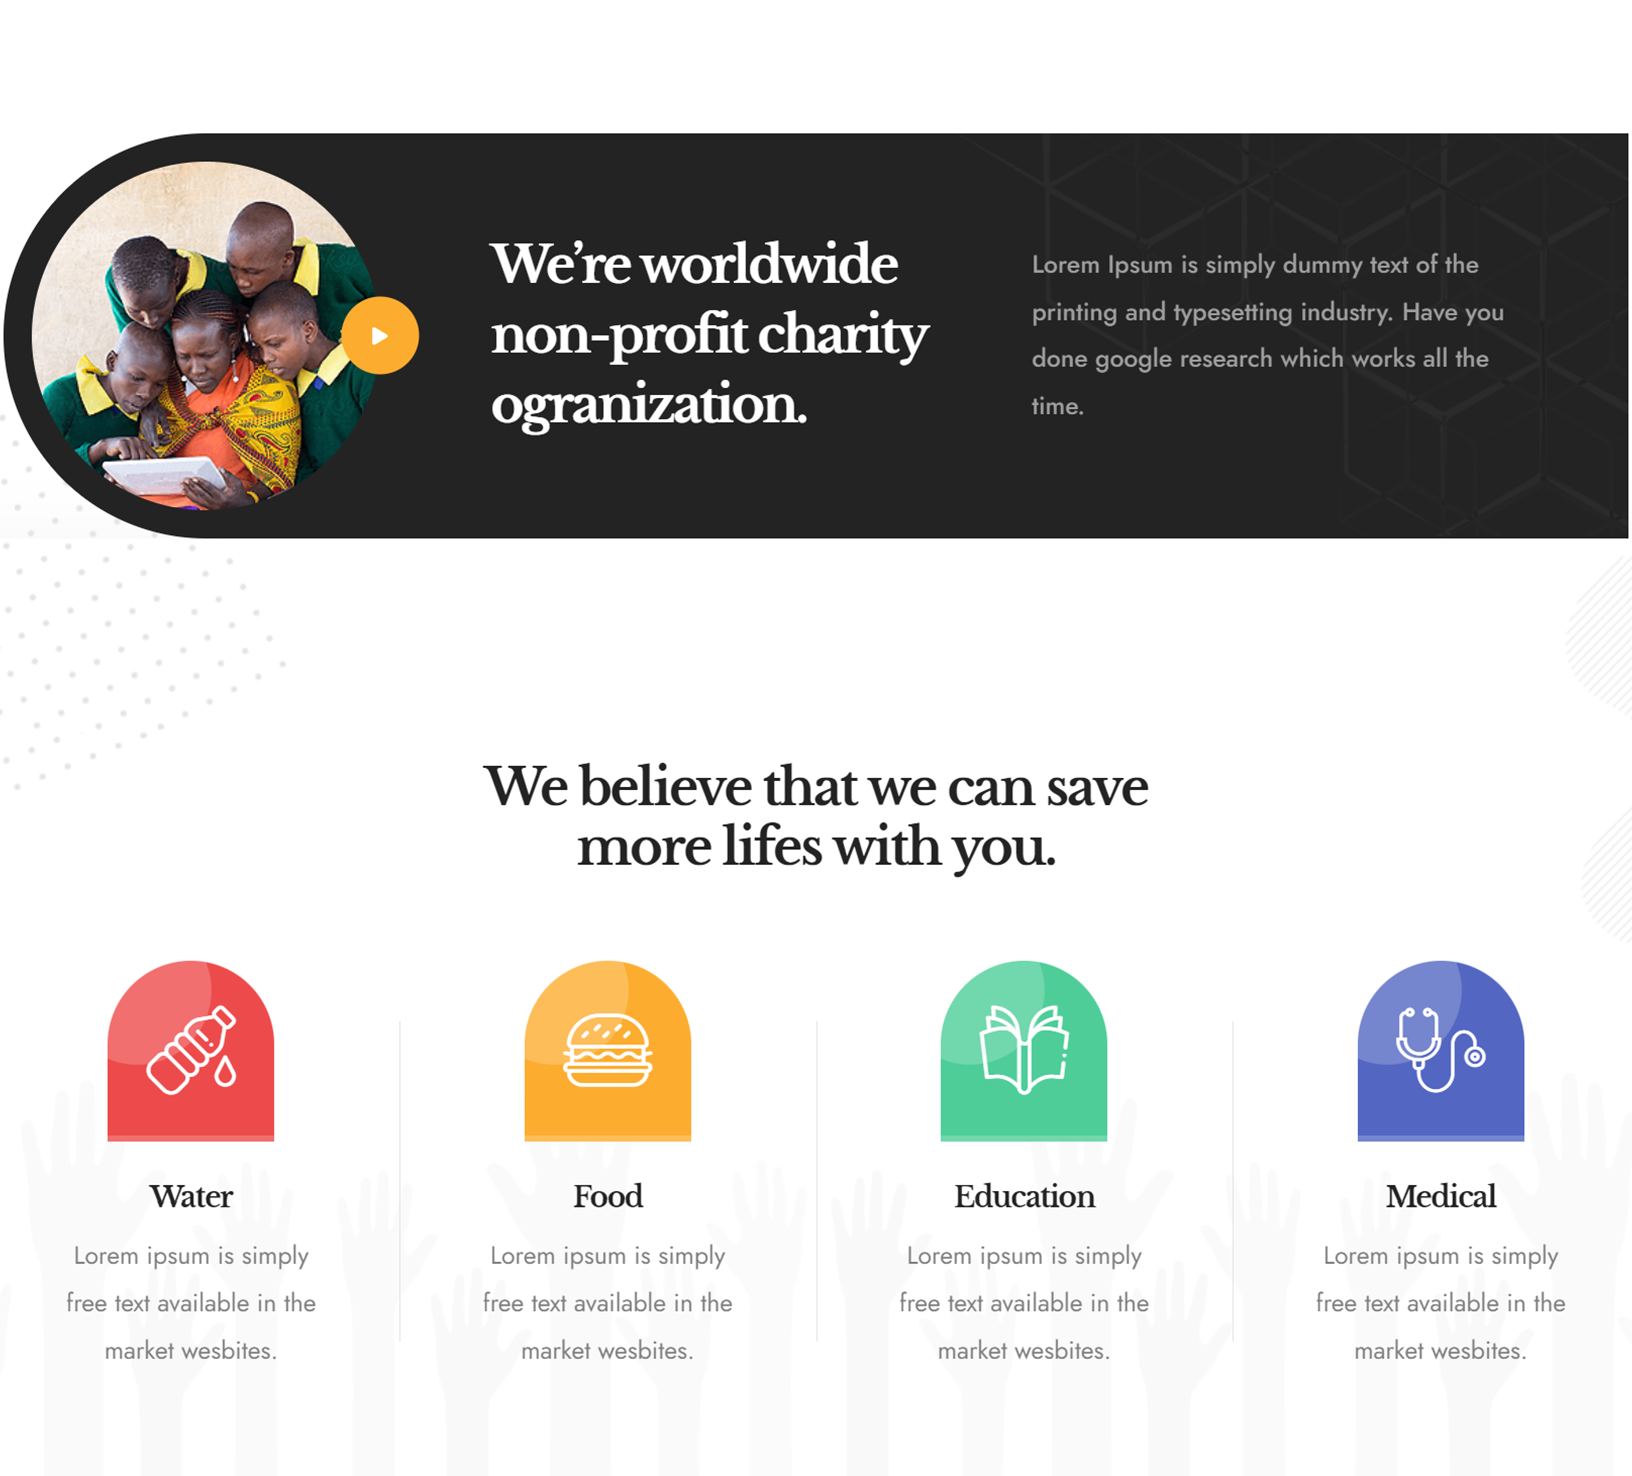 We’re worldwide
non-profit charity
ogranization.
Lorem Ipsum is simply dummy text of the
printing and typesetting industry. Have you
done google research which works all the
time.
We believe that we can save
more lifes with you.
Water
Lorem ipsum is simply
free text available in the
market wesbites.
Food
Lorem ipsum is simply
free text available in the
market wesbites.
Education
Lorem ipsum is simply
free text available in the
market wesbites.
Medical
Lorem ipsum is simply
free text available in the
market wesbites.